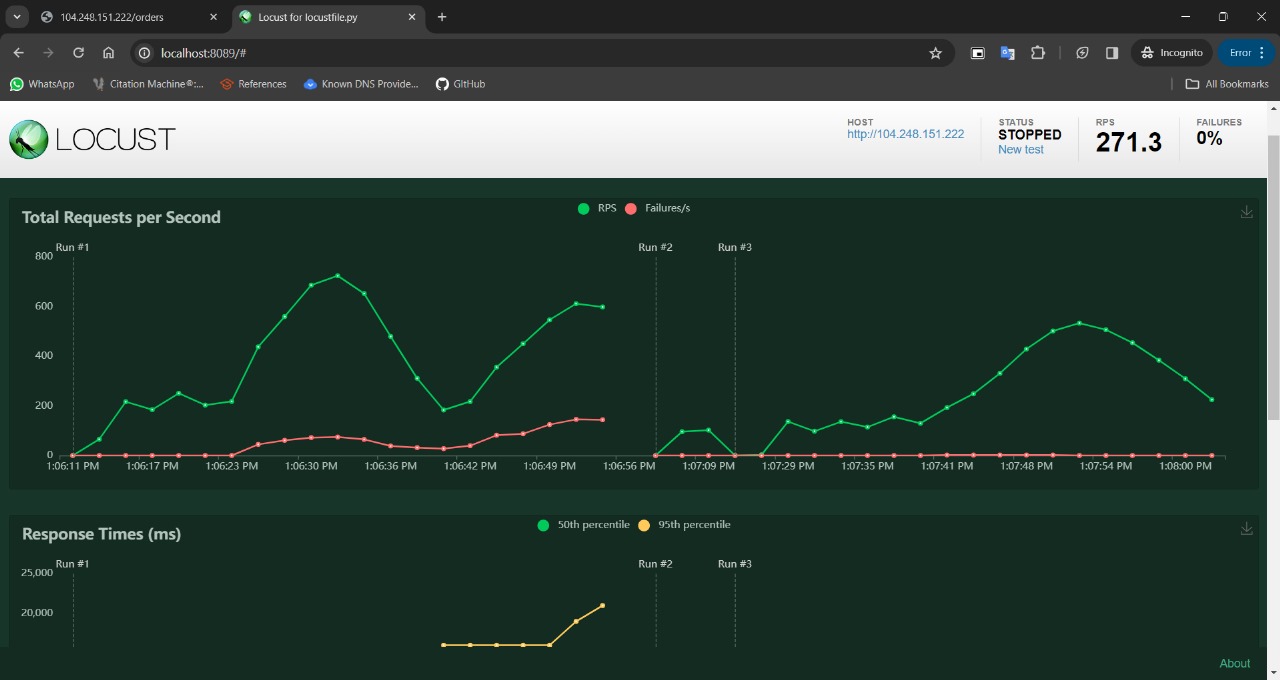 104.248.151.222/orders
Locust for locustfile.py
localhost:8089/#
Incognito
Error
WhatsApp
Citation Machine®:...
References
Known DNS Provide...
GitHub
All Bookmarks
LOCUST
HOST
http://104.248.151.222
STATUS
STOPPED
New test
RPS
271.3
FAILURES
0%
Total Requests per Second
RPS
Failures/s
Run #1
Run #2
Run #3
800
600
400
200
0
1:06:11 PM
1:06:17 PM
1:06:23 PM
1:06:30 PM
1:06:36 PM
1:06:42 PM
1:06:49 PM
1:06:56 PM
1:07:09 PM
1:07:29 PM
1:07:35 PM
1:07:41 PM
1:07:48 PM
1:07:54 PM
1:08:00 PM
Response Times (ms)
50th percentile
95th percentile
Run #1
Run #2
Run #3
25,000
20,000
About